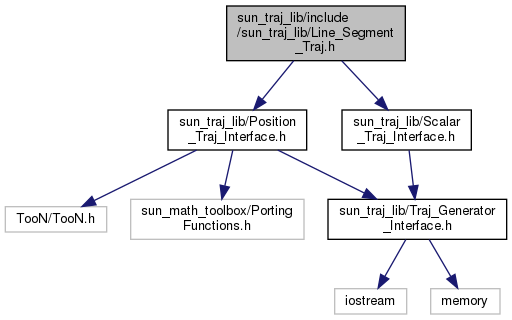 sun_traj_lib/include
/sun_traj_lib/Line_Segment
_Traj.h
sun_traj_lib/Position
_Traj_Interface.h
sun_traj_lib/Scalar
_Traj_Interface.h
TooN/TooN.h
sun_math_toolbox/Porting
Functions.h
sun_traj_lib/Traj_Generator
_Interface.h
iostream
memory